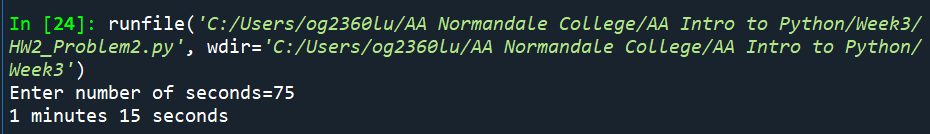 In [24]: runfile('C:/Users/og2360lu/AA Normandale College/AA Intro to Python/Week3/
HW2_Problem2.py', wdir='C:/Users/og2360lu/AA Normandale College/AA Intro to Python/
Week3')
Enter number of seconds=75
1 minutes 15 seconds